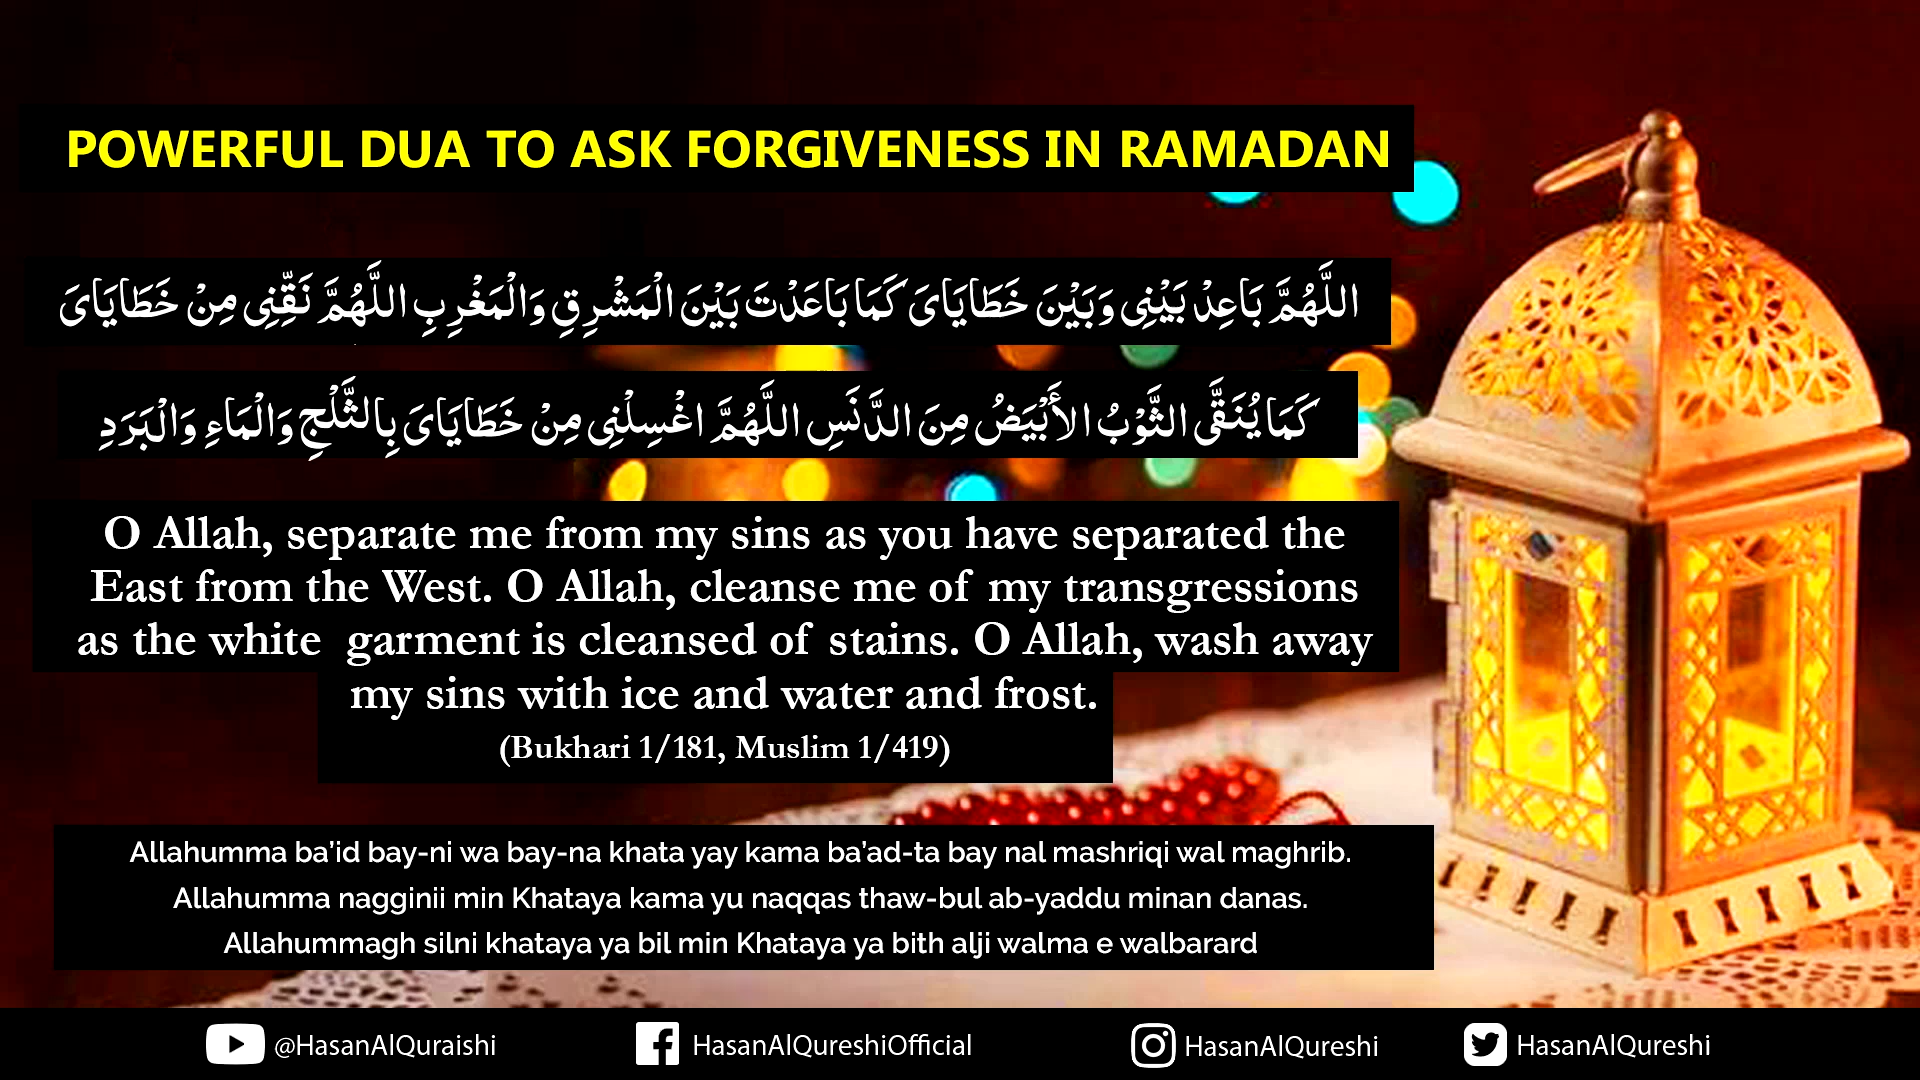 POWERFUL DUA TO ASK FORGIVENESS IN RAMADAN
اللَّهُمَّ بَاعِدْ بَيْنِى وَبَيْنَ خَطَايَاىَ كَمَا بَاعَدْتَ بَيْنَ الْمَشْرِقِ وَالْمَغْرِبِ اللَّهُمَّ نَقِّنِى مِنْ خَطَايَاىَ
كَمَا يُنَقَّى الثَّوْبُ الأَبْيَضُ مِنَ الدَّنَسِ اللَّهُمَّ اغْسِلْنِى مِنْ خَطَايَاىَ بِالثَّلْجِ وَالْمَاءِ وَالْبَرَدِ
O Allah, separate me from my sins as you have separated the
East from the West. O Allah, cleanse me of my transgressions
as the white garment is cleansed of stains. O Allah, wash away
my sins with ice and water and frost.
(Bukhari 1/181, Muslim 1/419)
Allahumma ba’id bay-ni wa bay-na khata yay kama ba’ad-ta bay nal mashriqi wal maghrib.
Allahumma nagginii min Khataya kama yu naqqas thaw-bul ab-yaddu minan danas.
Allahummagh silni khataya ya bil min Khataya ya bith alji walma e walbarard
@HasanAlQuraishi HasanAlQureshiOfficial HasanAlQureshi HasanAlQureshi